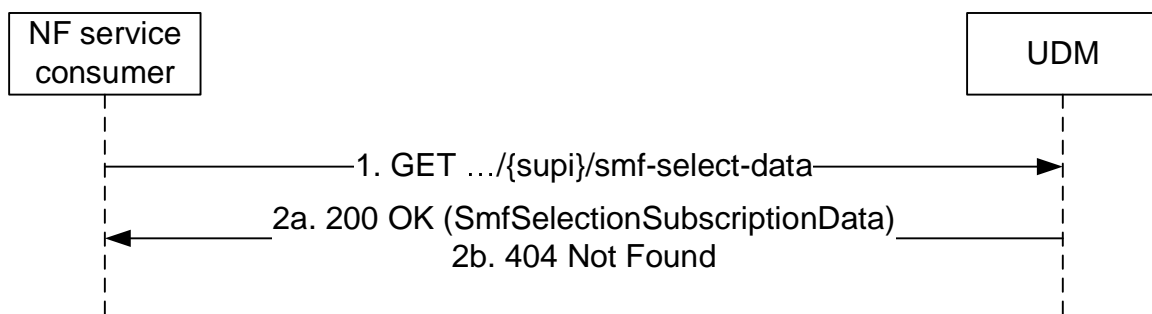 NF service
consumer
UDM
1. GET …/{supi}/smf-select-data
2a. 200 OK (SmfSelectionSubscriptionData)
2b. 404 Not Found